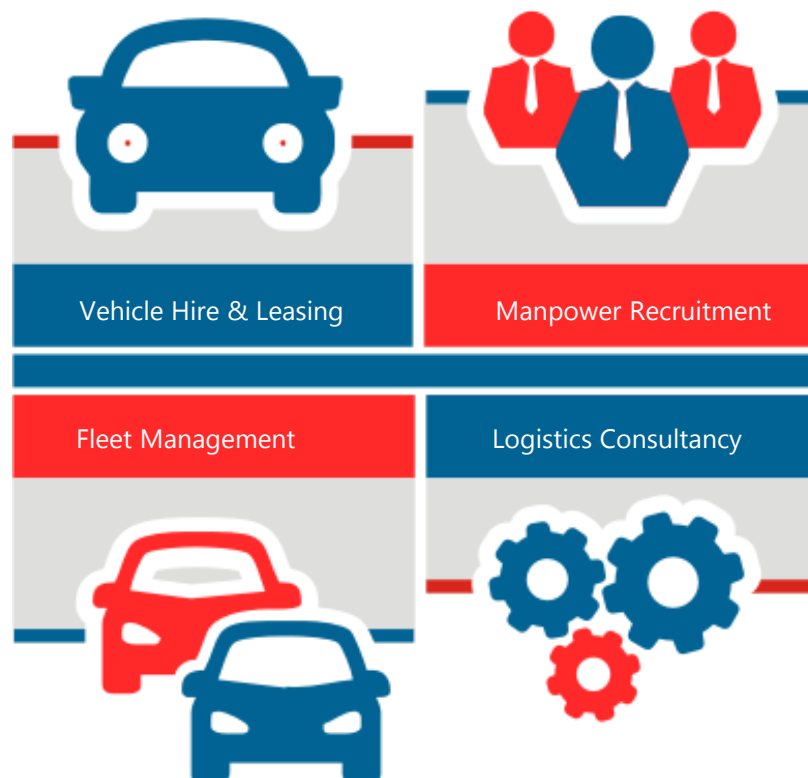 Vehicle Hire & Leasing
Manpower Recruitment
Fleet Management
Logistics Consultancy